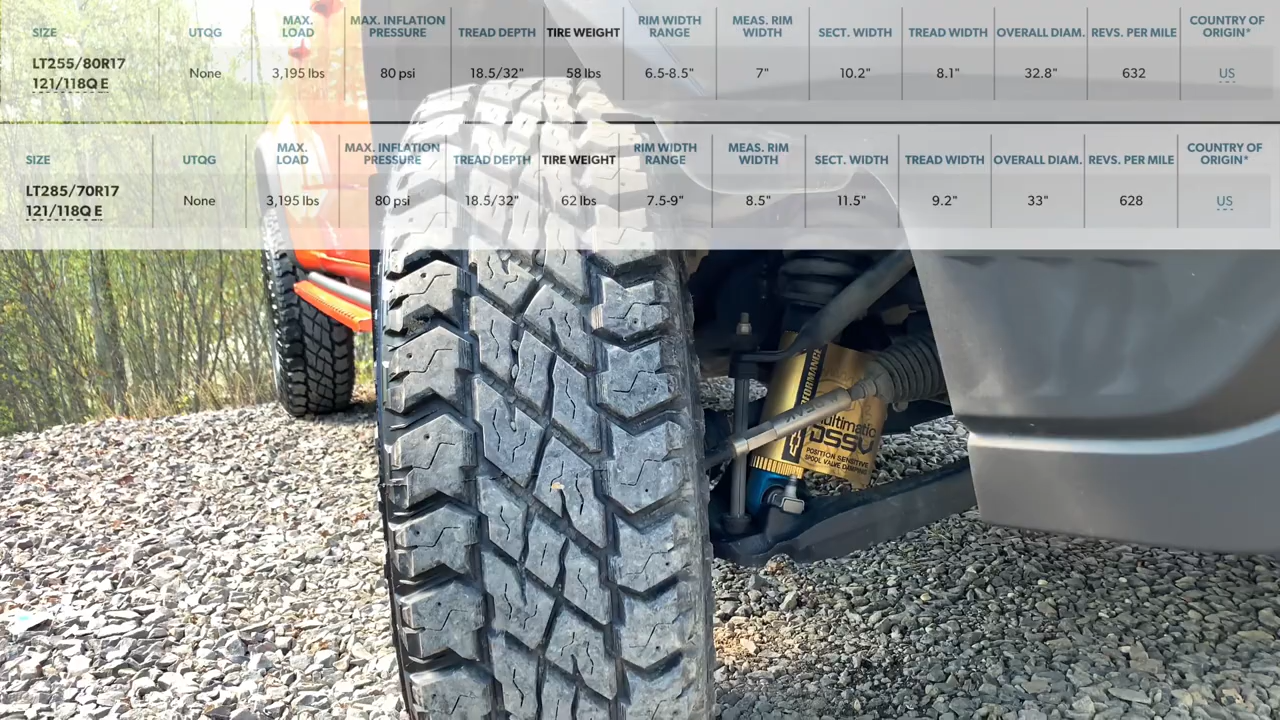 SIZE UTQG MAX. LOAD MAX. INFLATION PRESSURE TREAD DEPTH TIRE WEIGHT RIM WIDTH RANGE MEAS. RIM WIDTH SECT. WIDTH TREAD WIDTH OVERALL DIAM. REVS. PER MILE COUNTRY OF ORIGIN*
LT255/80R17 121/118Q E None 3,195 lbs 80 psi 18.5/32" 58 lbs 6.5-8.5" 7" 10.2" 8.1" 32.8" 632 US
SIZE UTQG MAX. LOAD MAX. INFLATION PRESSURE TREAD DEPTH TIRE WEIGHT RIM WIDTH RANGE MEAS. RIM WIDTH SECT. WIDTH TREAD WIDTH OVERALL DIAM. REVS. PER MILE COUNTRY OF ORIGIN*
LT285/70R17 121/118Q E None 3,195 lbs 80 psi 18.5/32" 62 lbs 7.5-9" 8.5" 11.5" 9.2" 33" 628 US
multimatic
DSSV
POSITION SENSITIVE
SPOOL VALVE DAMPING